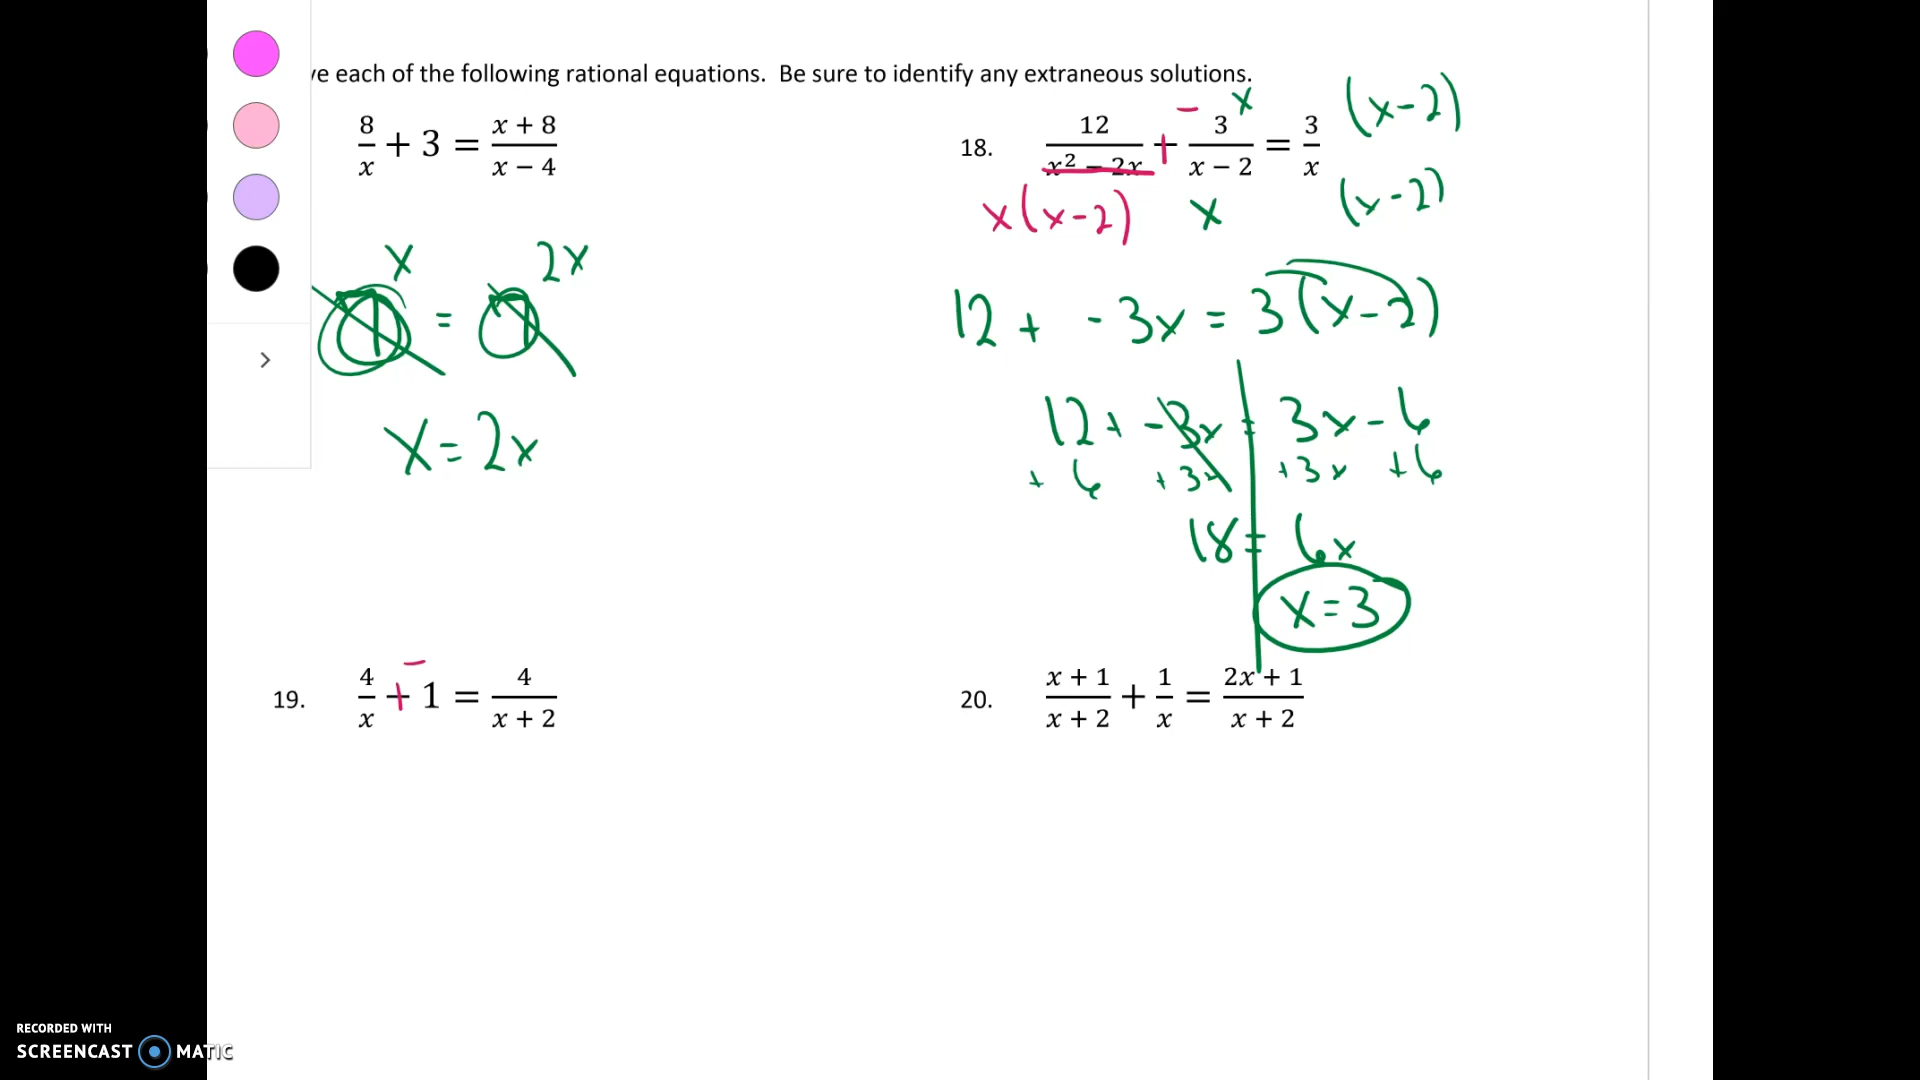 ve each of the following rational equations. Be sure to identify any extraneous solutions.
8/x + 3 = (x + 8)/(x − 4)
x 2x
1 = 1
x = 2x
18. 12/(x² − 2x) + − 3/(x − 2) = 3/x
x (x-2)
x(x-2) x (x-2)
12 + -3x = 3(x-2)
12 + -3x = 3x - 6
+ 6 +3x +3x +6
18 = 6x
x = 3
19. 4/x + − 1 = 4/(x + 2)
20. (x + 1)/(x + 2) + 1/x = (2x + 1)/(x + 2)
RECORDED WITH
SCREENCAST MATIC